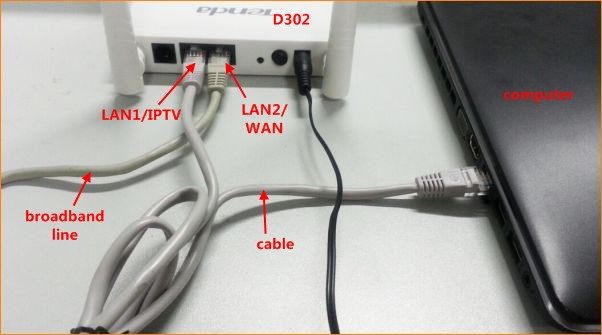 Tenda
D302
computer
LAN1/IPTV
LAN2/
WAN
broadband
line
cable